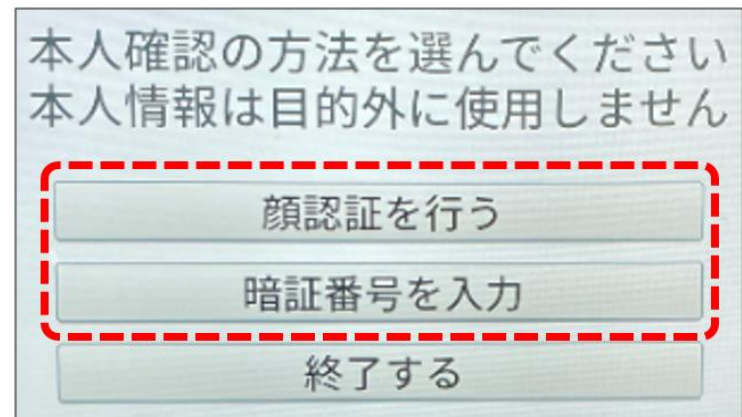 本人確認の方法を選んでください
本人情報は目的外に使用しません
顔認証を行う
暗証番号を入力
終了する